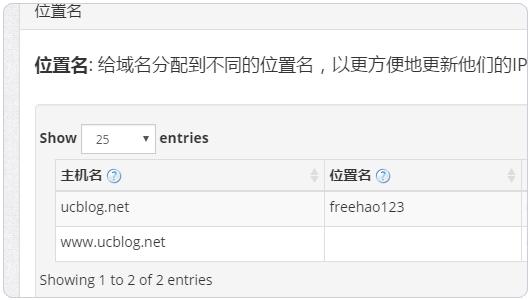 位置名
位置名: 给域名分配到不同的位置名，以更方便地更新他们的IP
Show 25 entries
主机名 位置名
ucblog.net freehao123
www.ucblog.net
Showing 1 to 2 of 2 entries